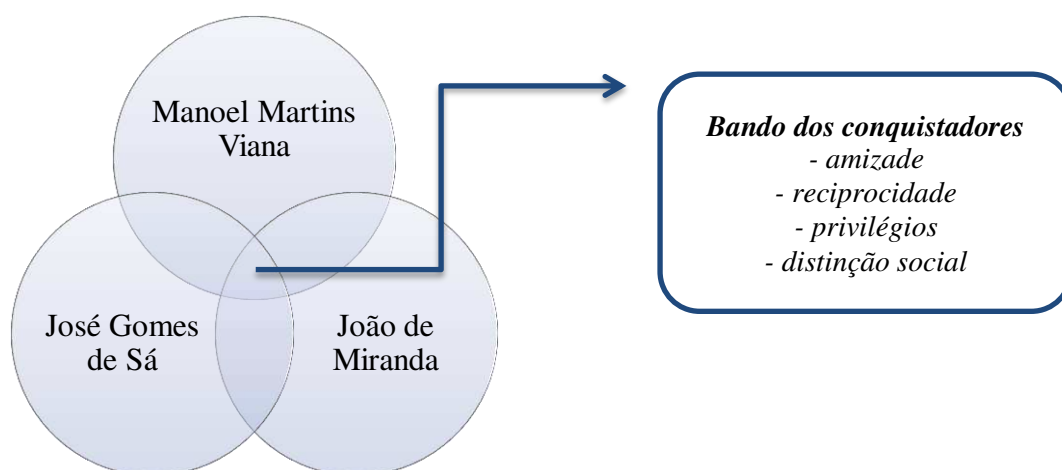 Manoel Martins
Viana
José Gomes
de Sá
João de
Miranda
Bando dos conquistadores
- amizade
- reciprocidade
- privilégios
- distinção social